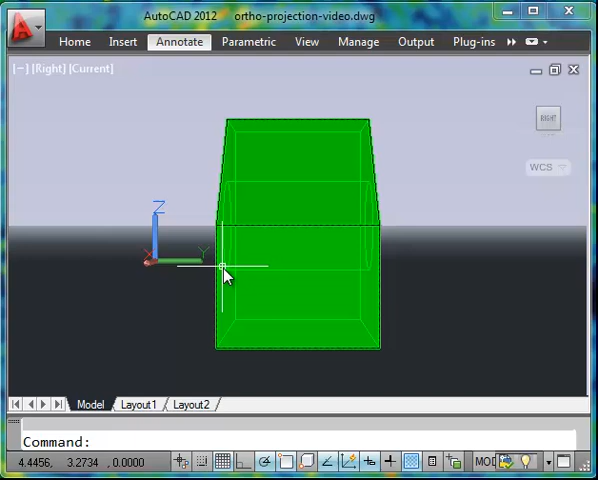 AutoCAD 2012 ortho-projection-video.dwg
Home Insert Annotate Parametric View Manage Output Plug-ins
[−] [Right] [Current]
RIGHT
WCS
Z
Y
X
Model Layout1 Layout2
Command:
4.4456, 3.2734 , 0.0000 MOD